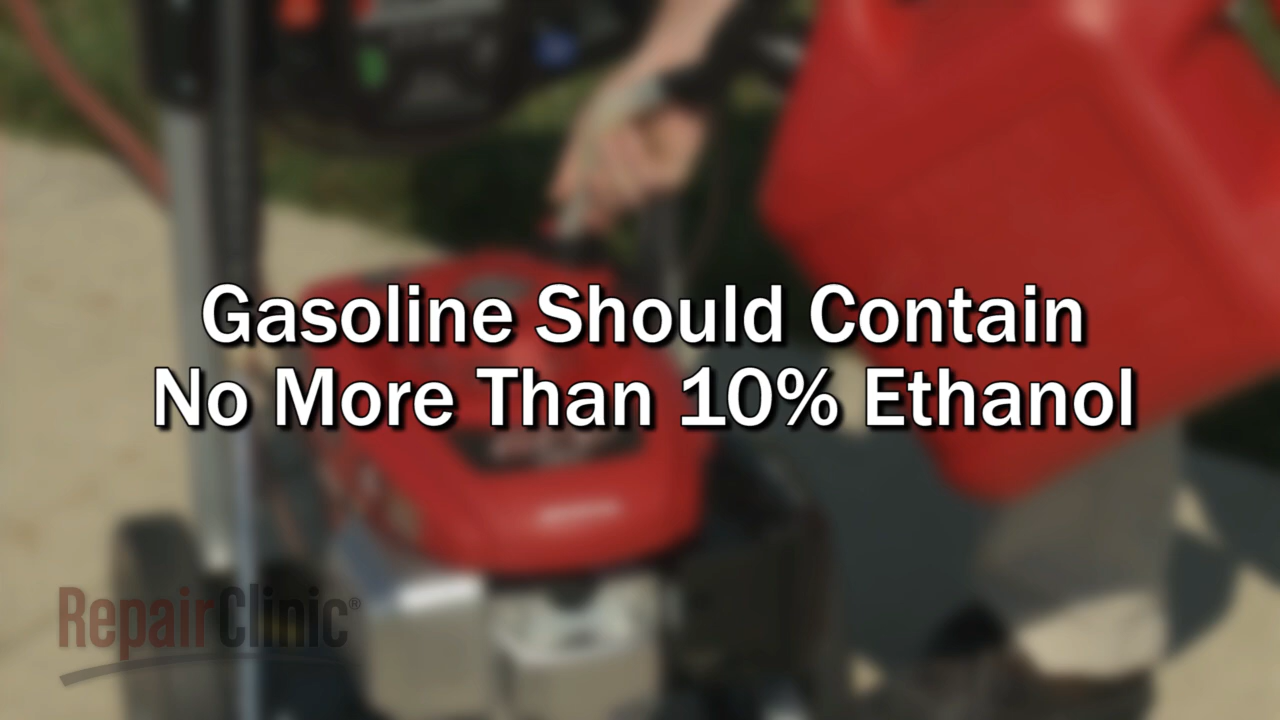 Gasoline Should Contain
No More Than 10% Ethanol
RepairClinic®